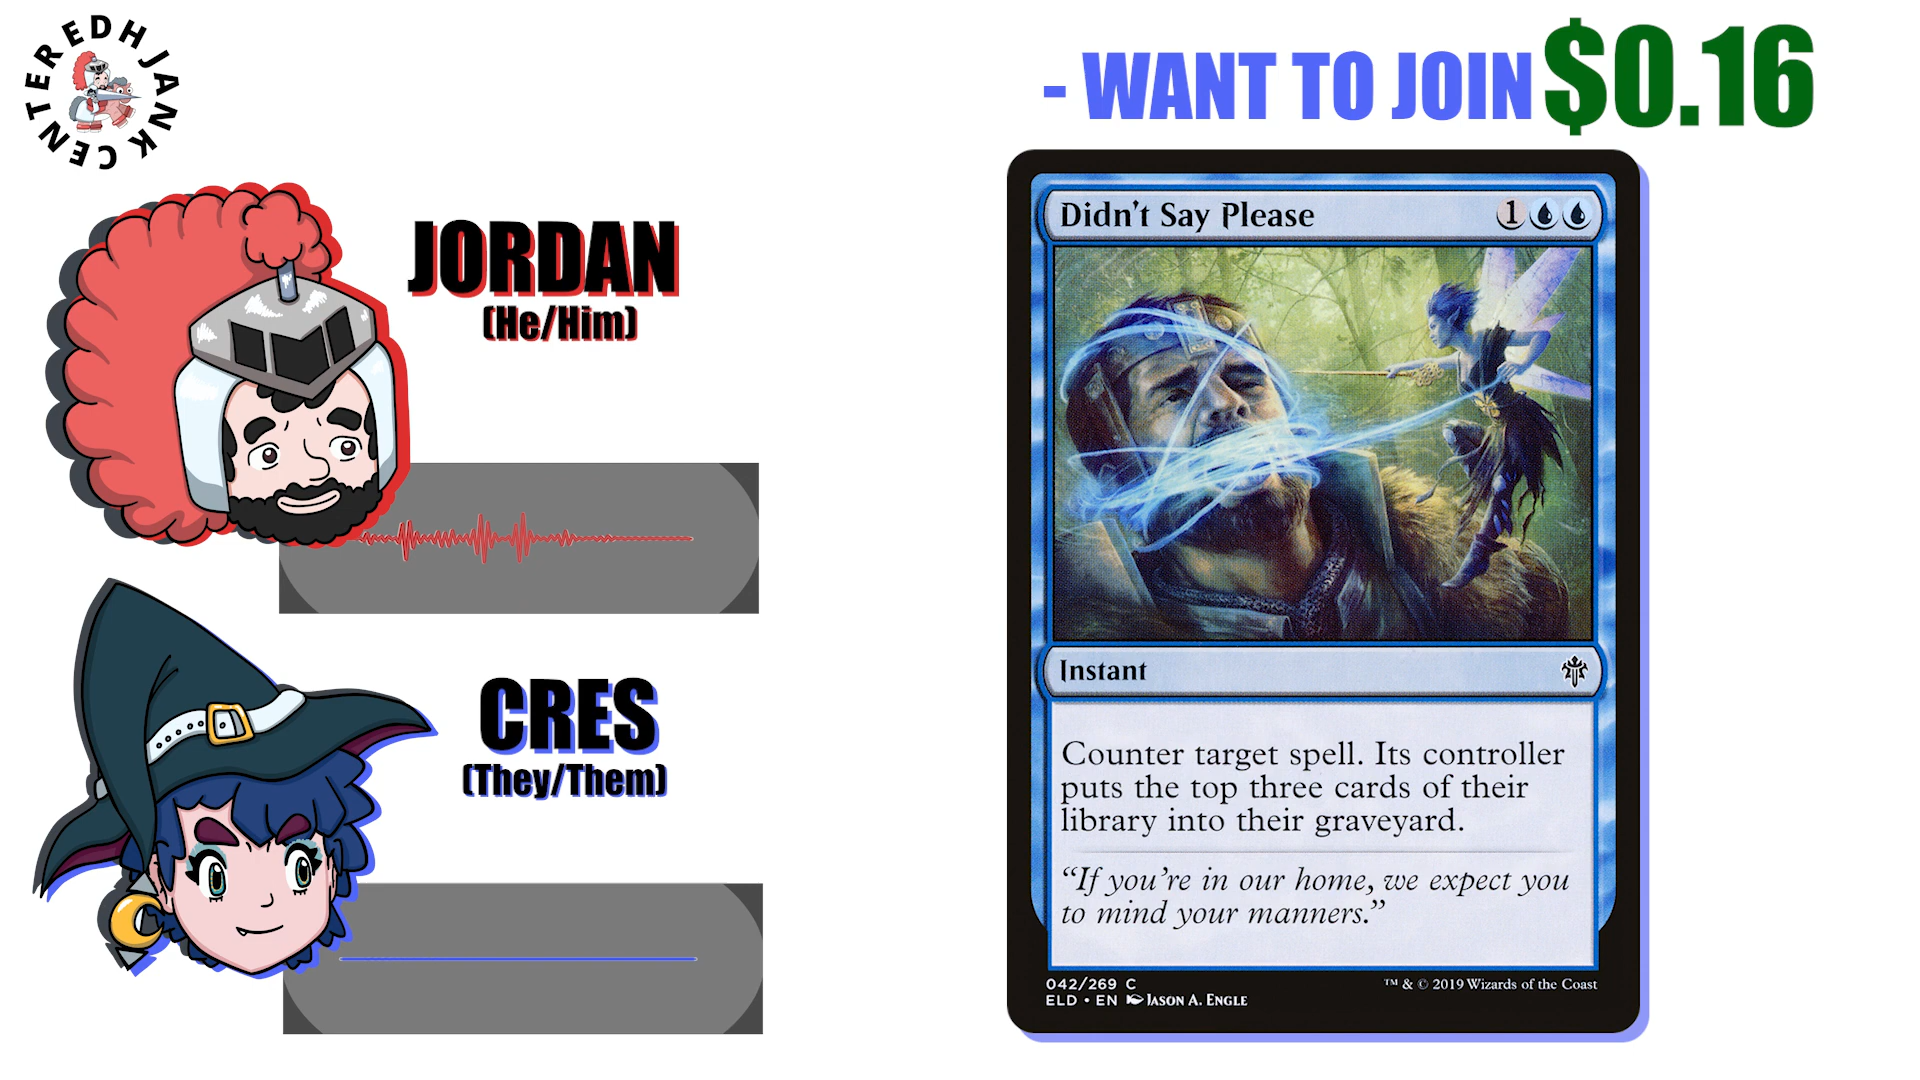 CENTEREDHJANK
- WANT TO JOIN $0.16
JORDAN
(He/Him)
CRES
(They/Them)
Didn't Say Please 1
Instant
Counter target spell. Its controller
puts the top three cards of their
library into their graveyard.
“If you’re in our home, we expect you
to mind your manners.”
042/269 C
ELD • EN Jason A. Engle
™ & © 2019 Wizards of the Coast